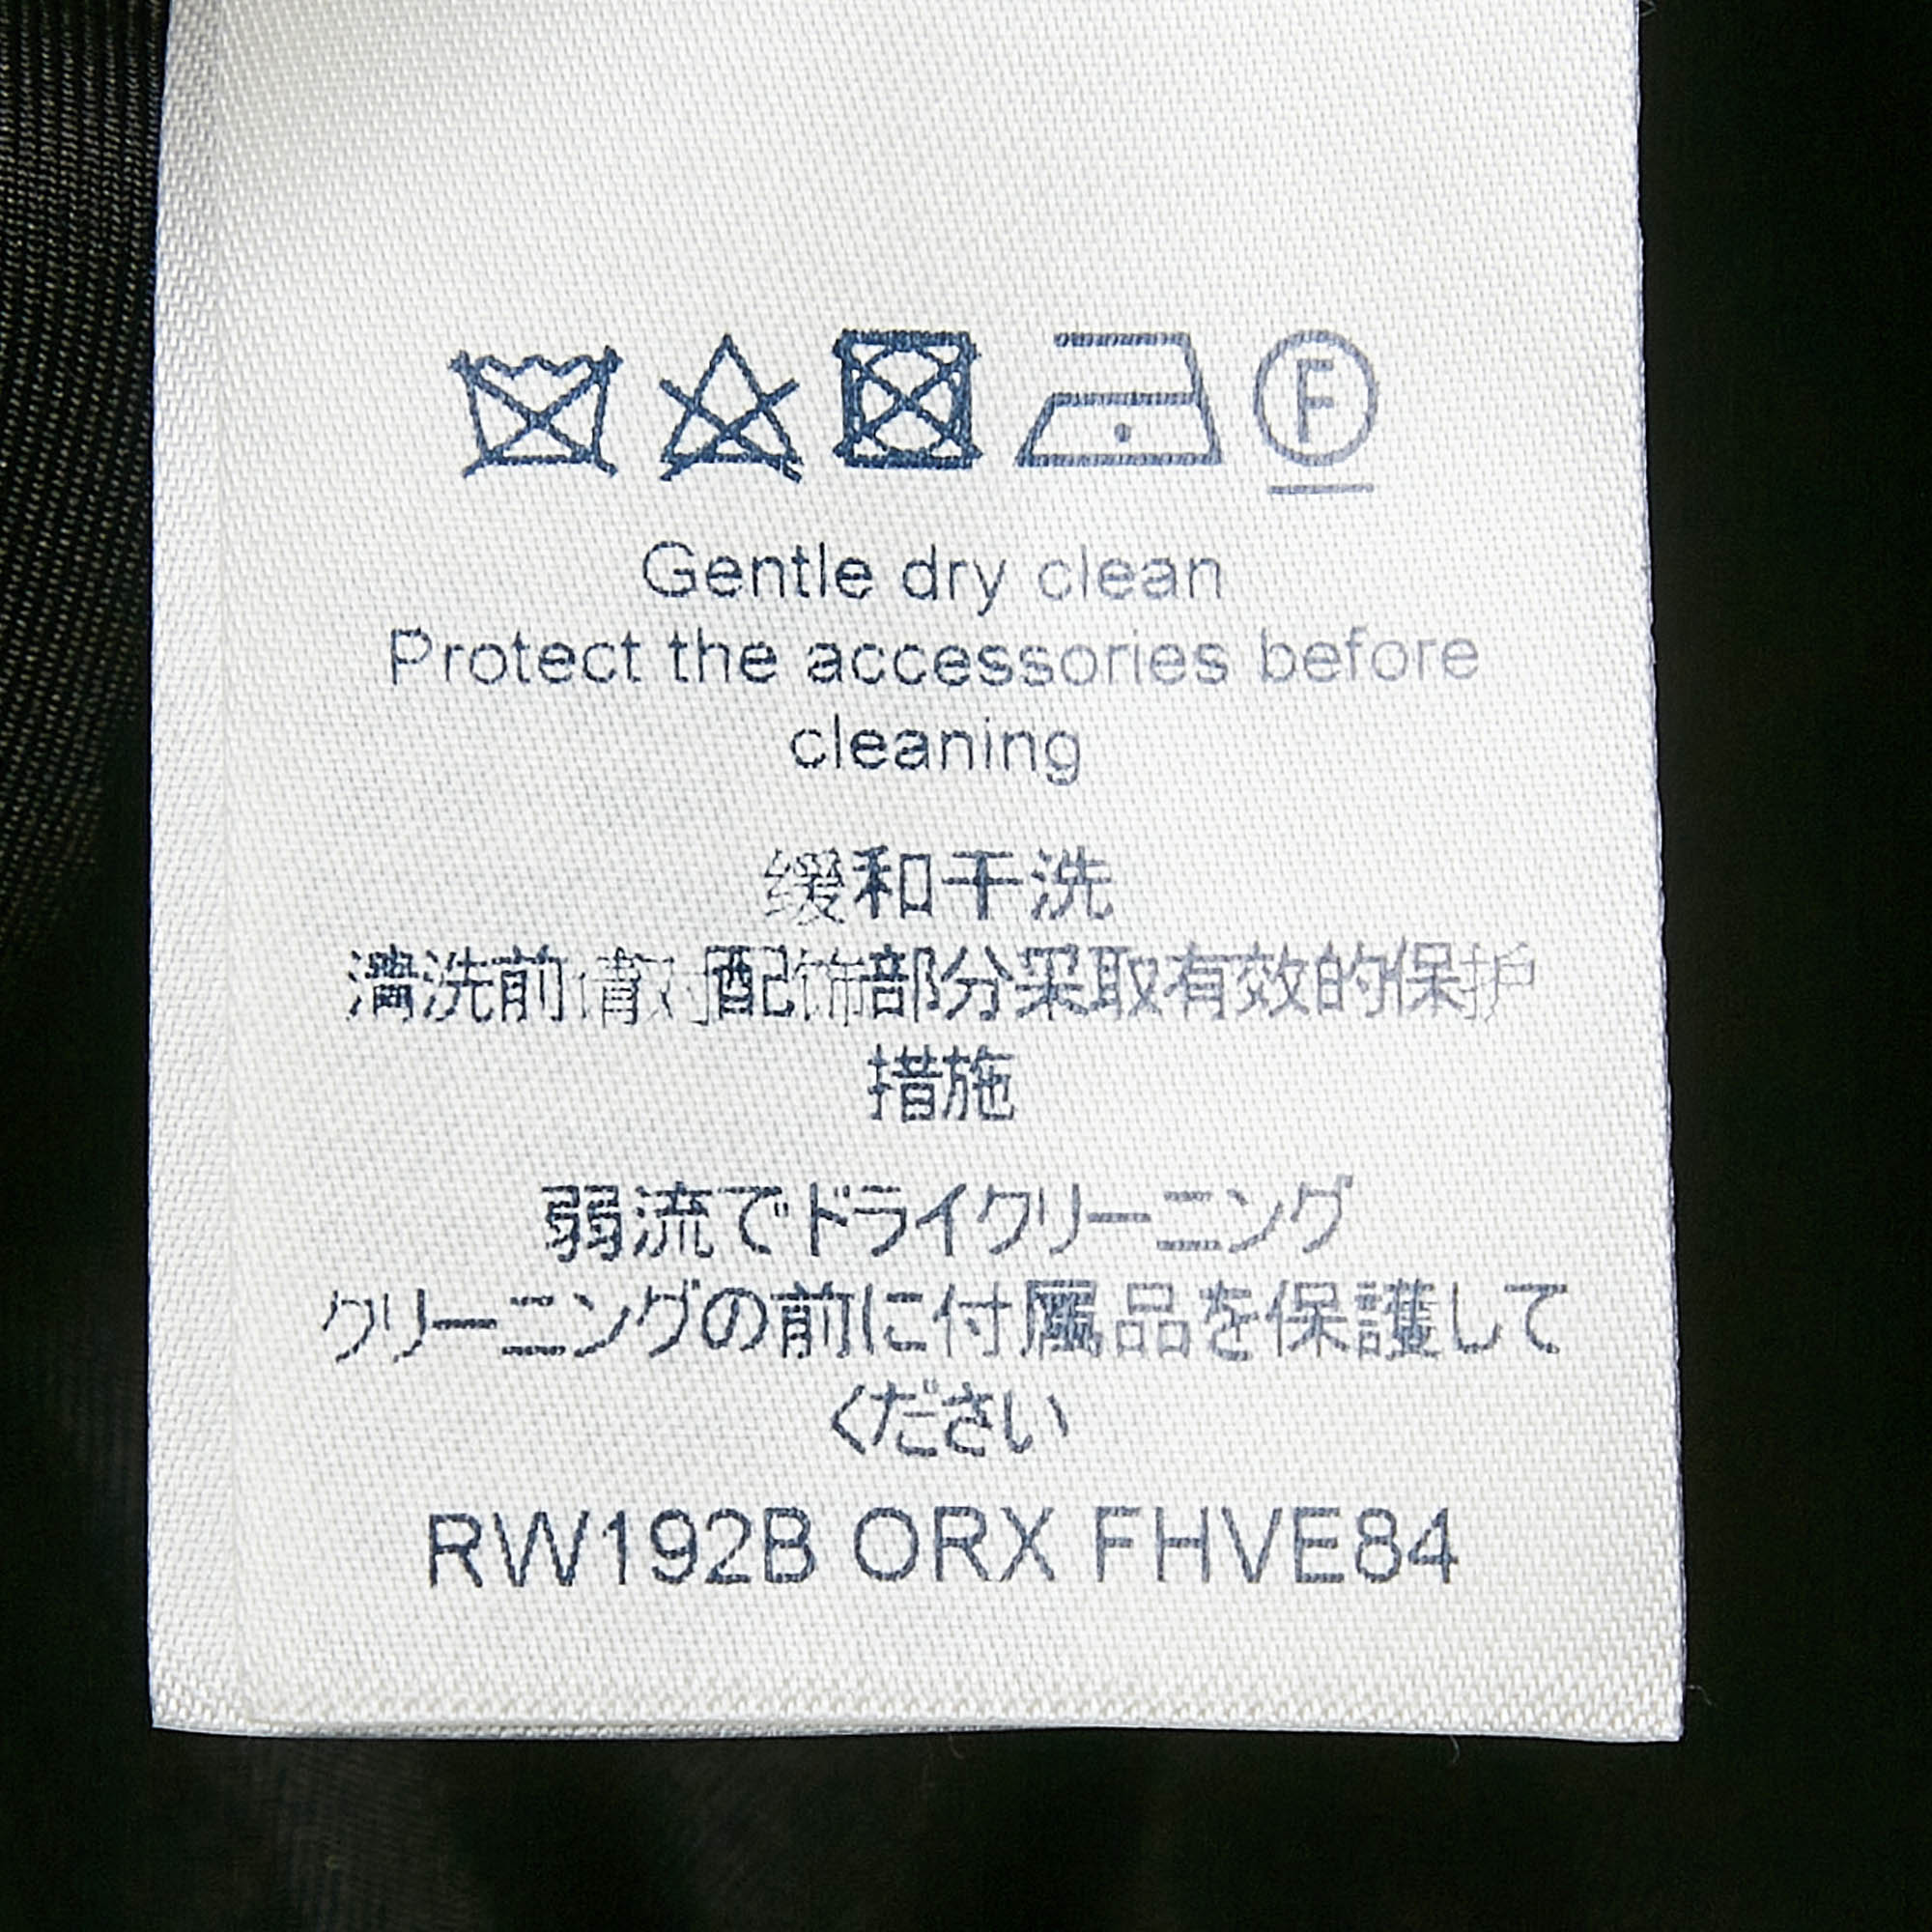 F
Gentle dry clean
Protect the accessories before
cleaning
缓和干洗
清洗前请对配饰部分采取有效的保护
措施
弱流でドライクリーニング
クリーニングの前に付属品を保護して
ください
RW192B ORX FHVE84